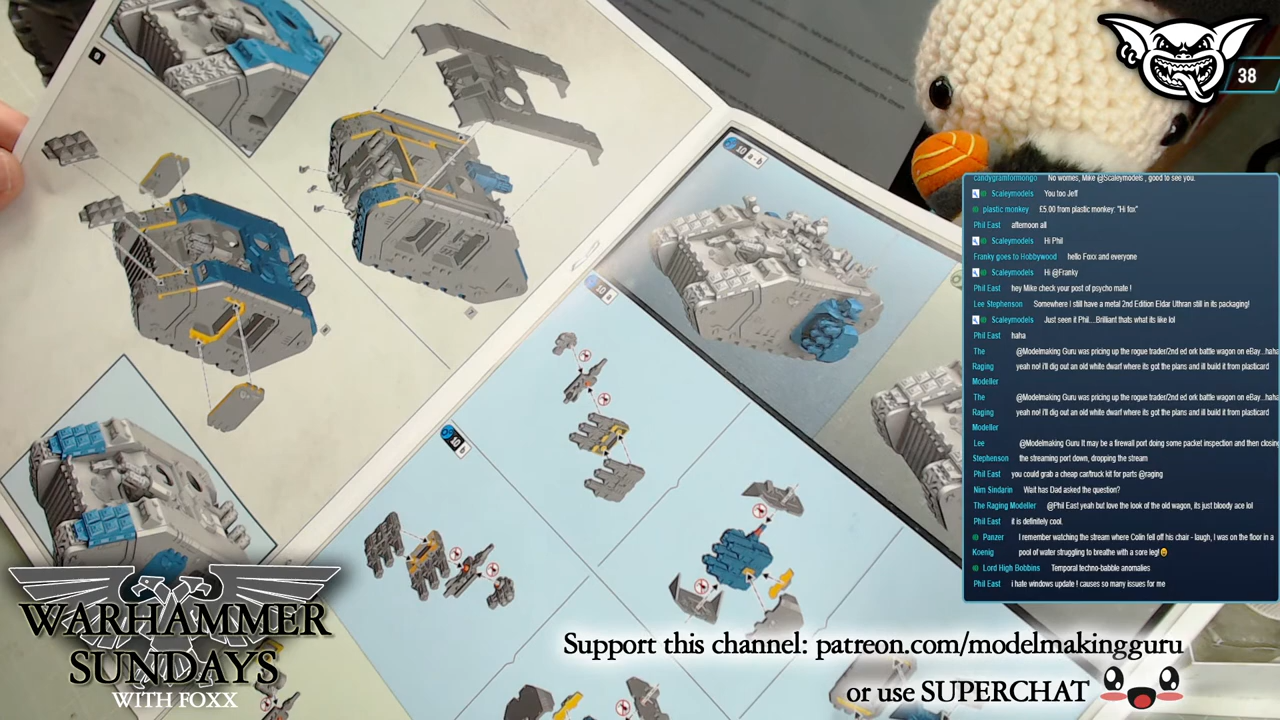 9
38
10 a - b
10 a
10 b
candygramformongo No worries, Mike @Scaleymodels , good to see you.
Scaleymodels You too Jeff
plastic monkey £5.00 from plastic monkey: "Hi fox"
Phil East afternoon all
Scaleymodels Hi Phil
Franky goes to Hobbywood hello Foxx and everyone
Scaleymodels Hi @Franky
Phil East hey Mike check your post of psycho mate !
Lee Stephenson Somewhere I still have a metal 2nd Edition Eldar Uthran still in its packaging!
Scaleymodels Just seen it Phil....Brilliant thats what its like lol
Phil East haha
The @Modelmaking Guru was pricing up the rogue trader/2nd ed ork battle wagon on eBay...haha
Raging yeah no! i'll dig out an old white dwarf where its got the plans and ill build it from plasticard
Modeller
The @Modelmaking Guru was pricing up the rogue trader/2nd ed ork battle wagon on eBay...haha
Raging yeah no! i'll dig out an old white dwarf where its got the plans and ill build it from plasticard
Modeller
Lee @Modelmaking Guru It may be a firewall port doing some packet inspection and then closing
Stephenson the streaming port down, dropping the stream
Phil East you could grab a cheap car/truck kit for parts @raging
Nim Sindarin Wait has Dad asked the question?
The Raging Modeller @Phil East yeah but love the look of the old wagon, its just bloody ace lol
Phil East it is definitely cool.
Panzer I remember watching the stream where Colin fell off his chair - laugh, I was on the floor in a
Koenig pool of water struggling to breathe with a sore leg!
Lord High Bobbins Temporal techno-babble anomalies
Phil East i hate windows update ! causes so many issues for me
WARHAMMER
SUNDAYS
WITH FOXX
Support this channel: patreon.com/modelmakingguru
or use SUPERCHAT